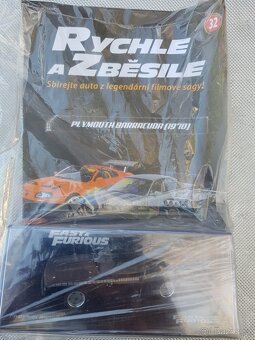 32
RYCHLE
A ZBĚSILE
Sbírejte auta z legendární filmové ságy!
PLYMOUTH BARRACUDA (1970)
FAST &
FURIOUS